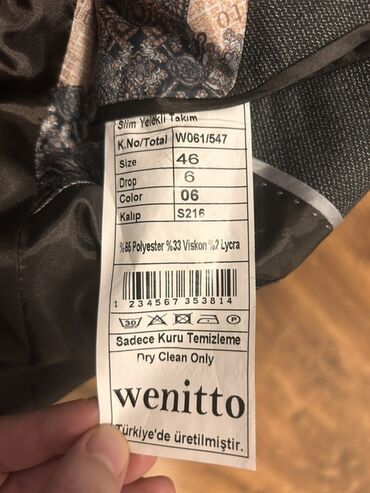 Slim Yelekli Takım
K.No/Total W061/547
Size 46
Drop 6
Color 06
Kalıp S216
%65 Polyester %33 Viskon %2 Lycra
1 234567 353814
30 P
Sadece Kuru Temizleme
Dry Clean Only
wenitto
Türkiye'de üretilmiştir.